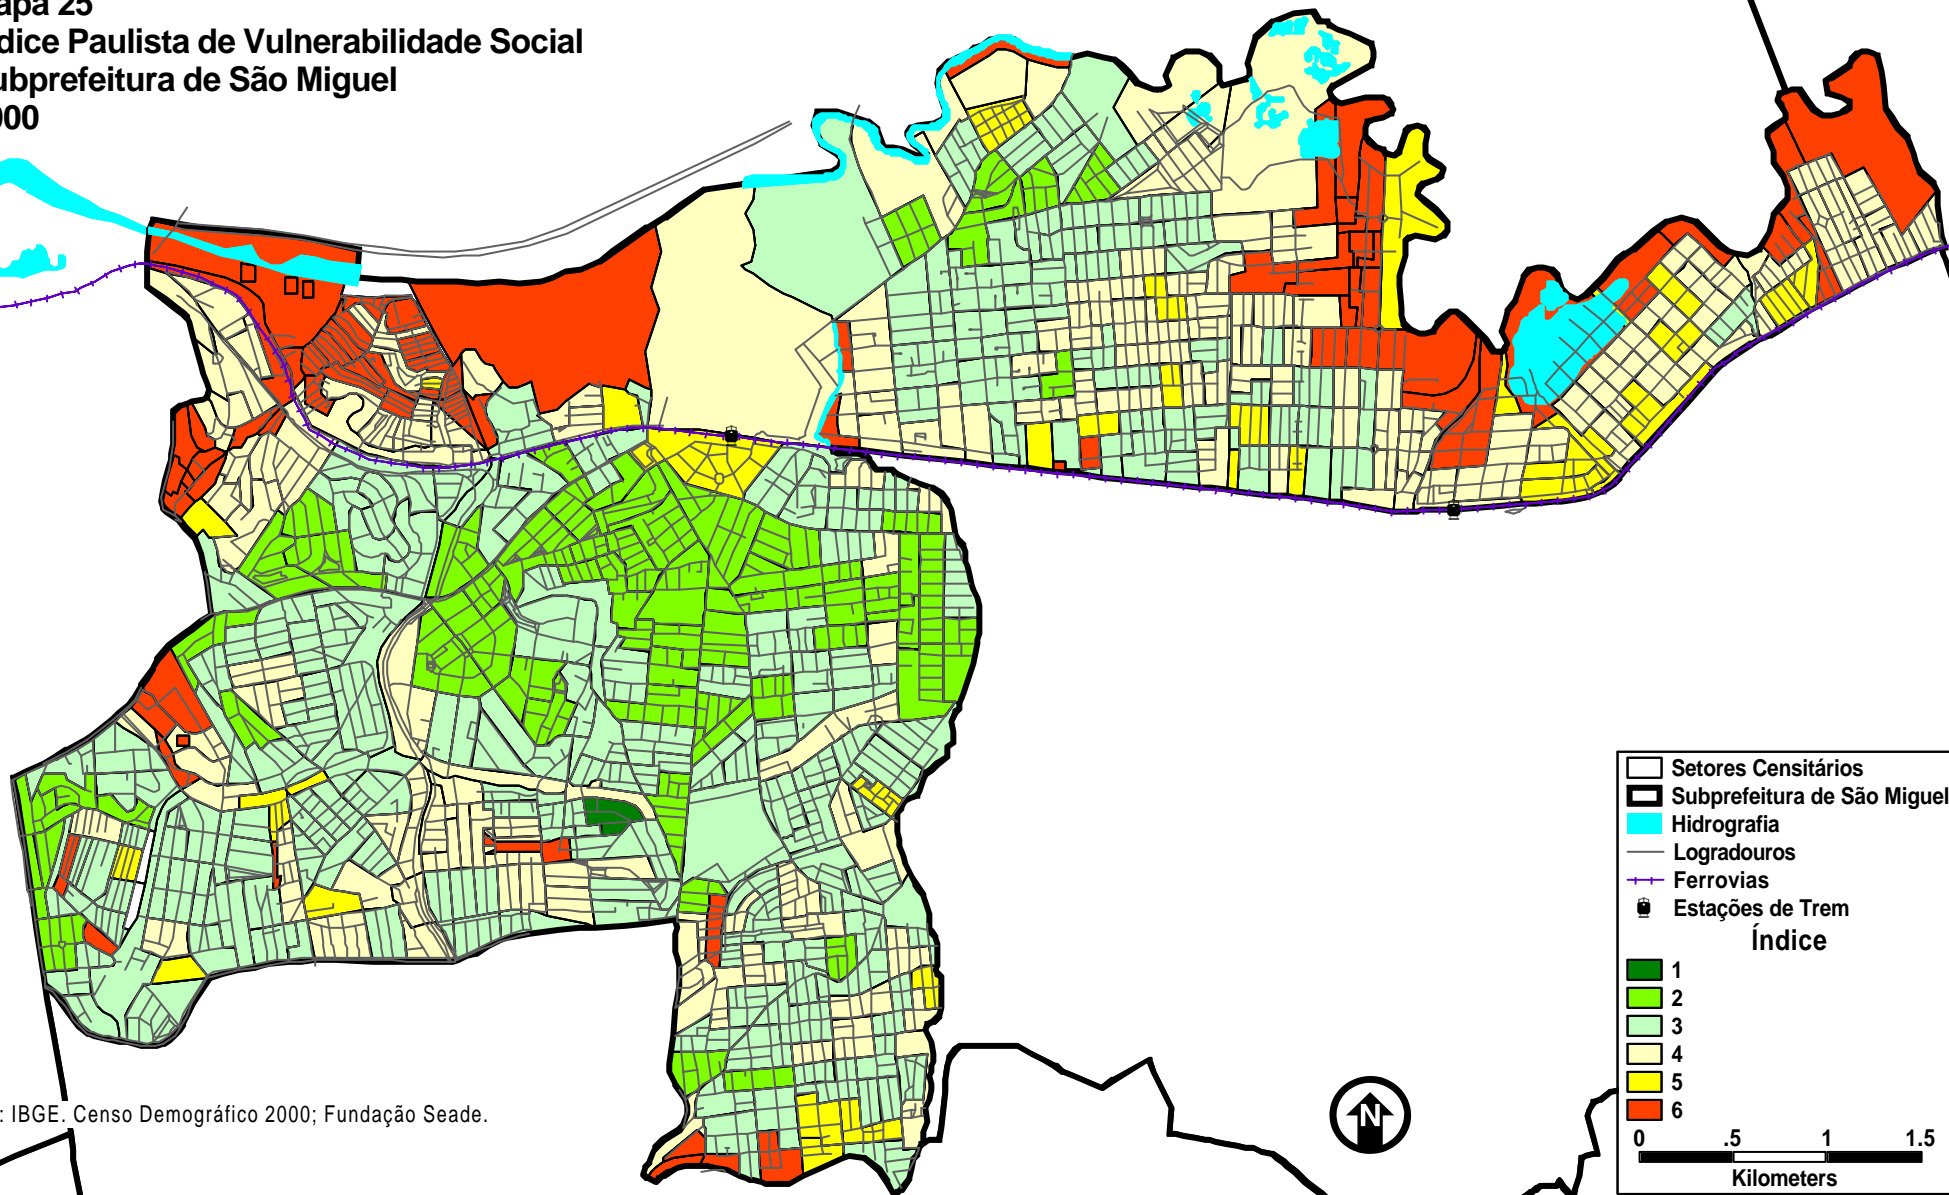 apa 25
dice Paulista de Vulnerabilidade Social
ubprefeitura de São Miguel
000
: IBGE. Censo Demográfico 2000; Fundação Seade.
N
Setores Censitários
Subprefeitura de São Miguel
Hidrografia
Logradouros
Ferrovias
Estações de Trem
Índice
1
2
3
4
5
6
0 .5 1 1.5
Kilometers